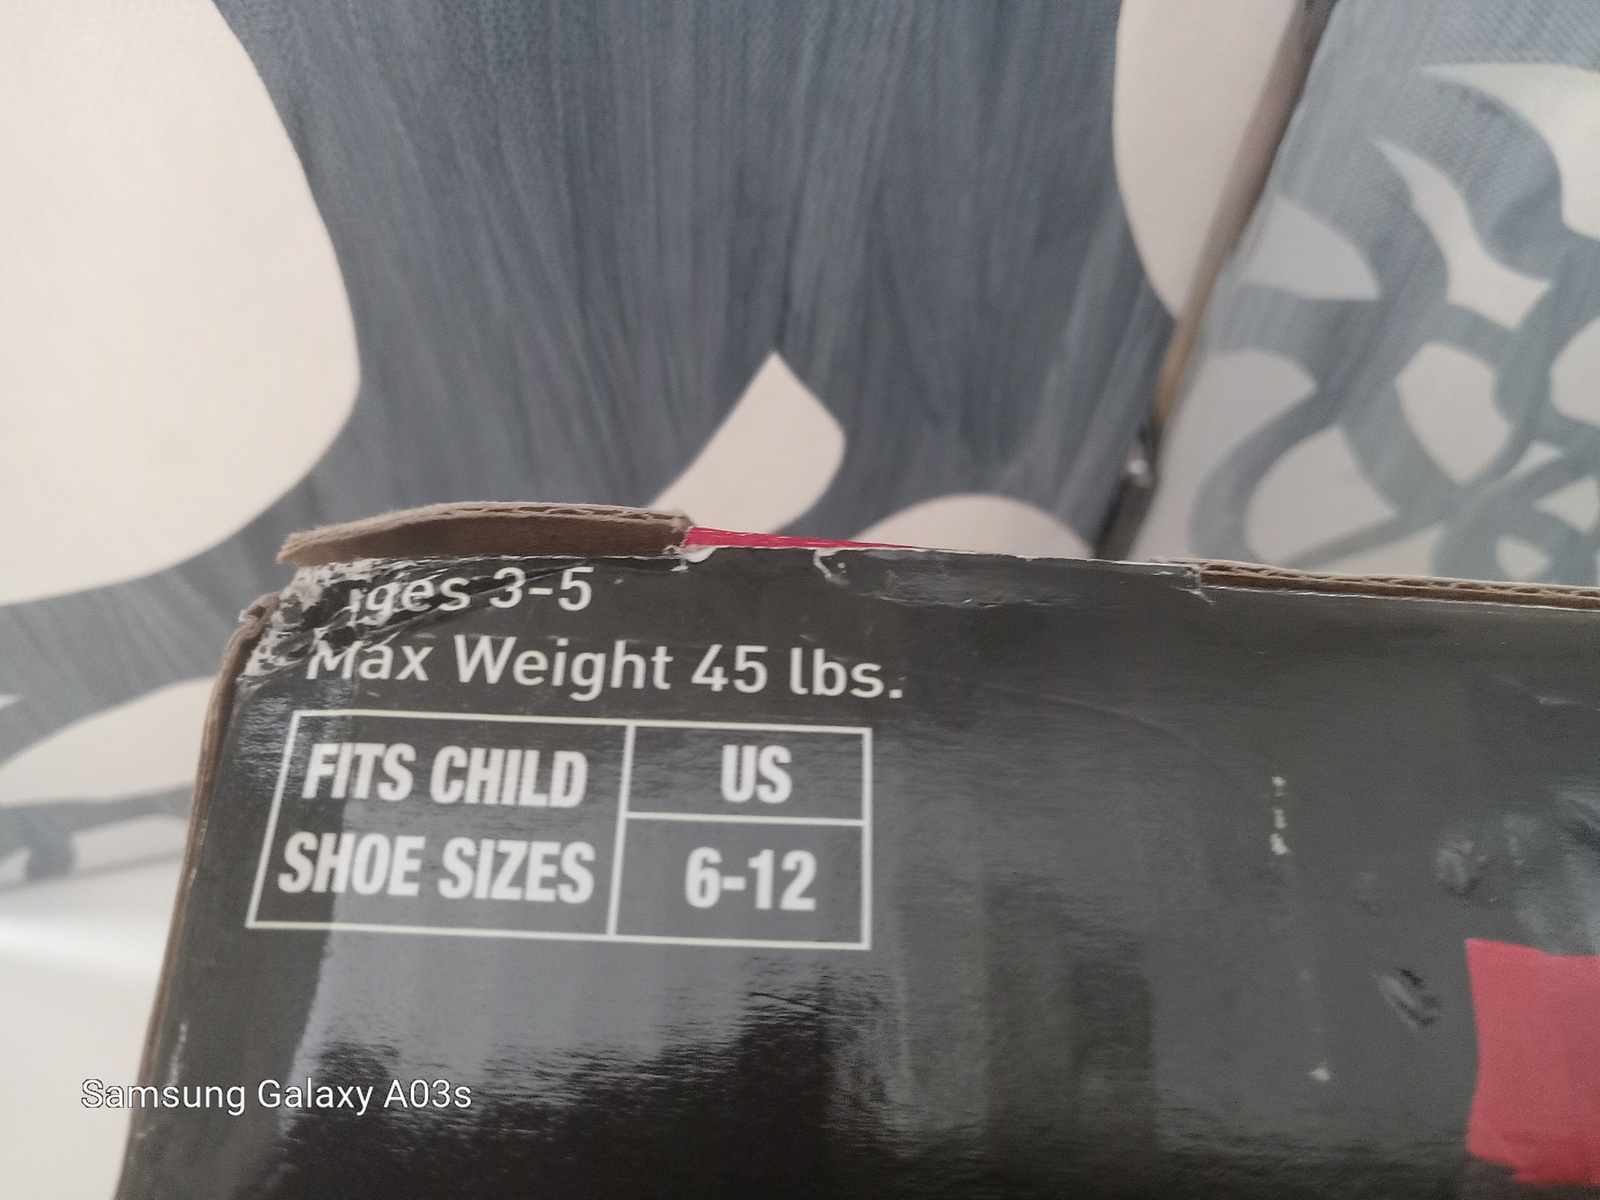 ges 3-5
Max Weight 45 lbs.
FITS CHILD
SHOE SIZES
US
6-12
Samsung Galaxy A03s